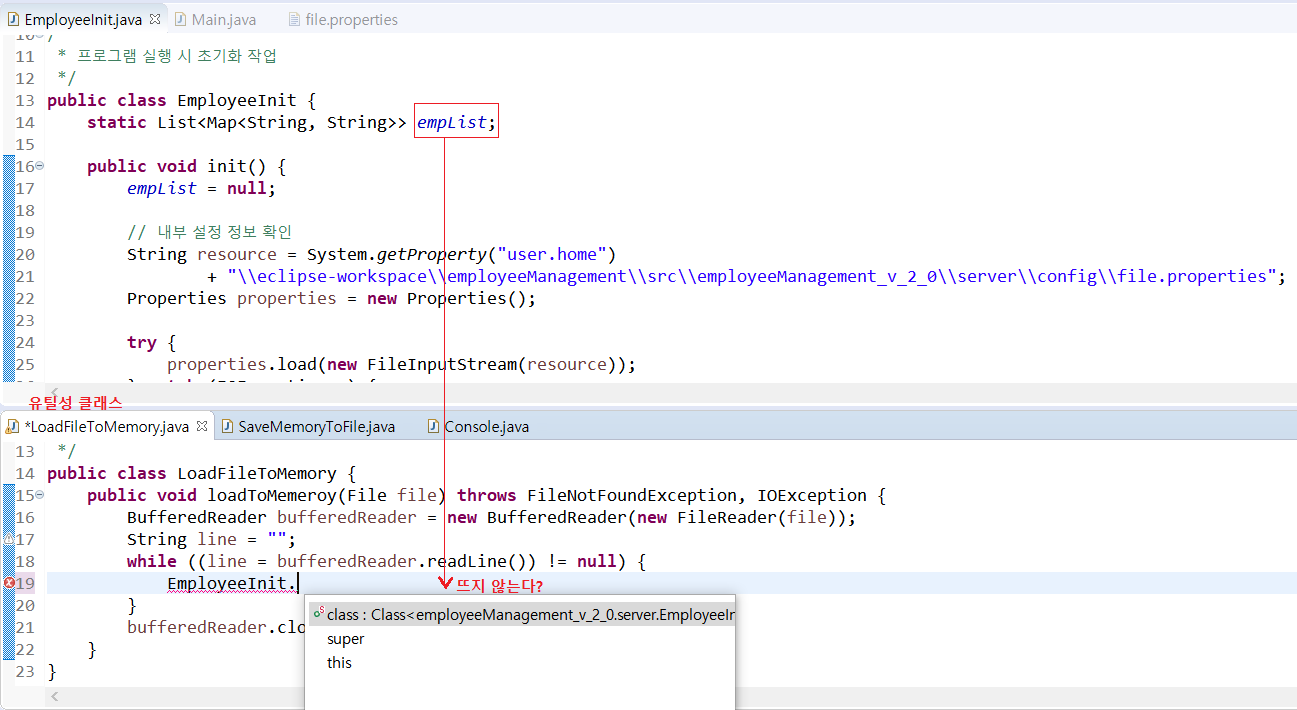 EmployeeInit.java Main.java file.properties
11 * 프로그램 실행 시 초기화 작업
12 */
13 public class EmployeeInit {
14 static List<Map<String, String>> empList;
15
16 public void init() {
17 empList = null;
18
19 // 내부 설정 정보 확인
20 String resource = System.getProperty("user.home")
21 + "\\eclipse-workspace\\employeeManagement\\src\\employeeManagement_v_2_0\\server\\config\\file.properties";
22 Properties properties = new Properties();
23
24 try {
25 properties.load(new FileInputStream(resource));
유틸성 클래스
*LoadFileToMemory.java SaveMemoryToFile.java Console.java
13 */
14 public class LoadFileToMemory {
15 public void loadToMemeroy(File file) throws FileNotFoundException, IOException {
16 BufferedReader bufferedReader = new BufferedReader(new FileReader(file));
17 String line = "";
18 while ((line = bufferedReader.readLine()) != null) {
19 EmployeeInit.
뜨지 않는다?
20 }
class : Class<employeeManagement_v_2_0.server.EmployeeIn
21 bufferedReader.clo
super
22 }
this
23 }